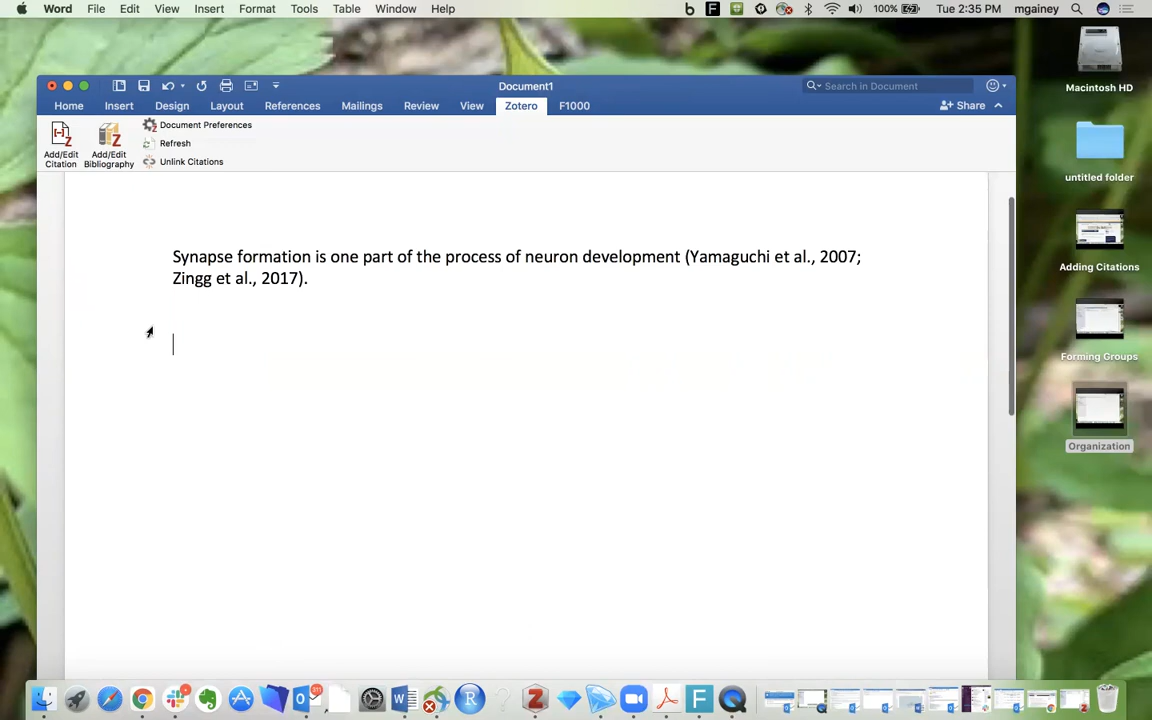 Word File Edit View Insert Format Tools Table Window Help 100% Tue 2:35 PM mgainey
Document1
Search in Document
Home Insert Design Layout References Mailings Review View Zotero F1000 Share
Add/Edit Citation
Add/Edit Bibliography
Document Preferences
Refresh
Unlink Citations
Synapse formation is one part of the process of neuron development (Yamaguchi et al., 2007;
Zingg et al., 2017).
Macintosh HD
untitled folder
Adding Citations
Forming Groups
Organization